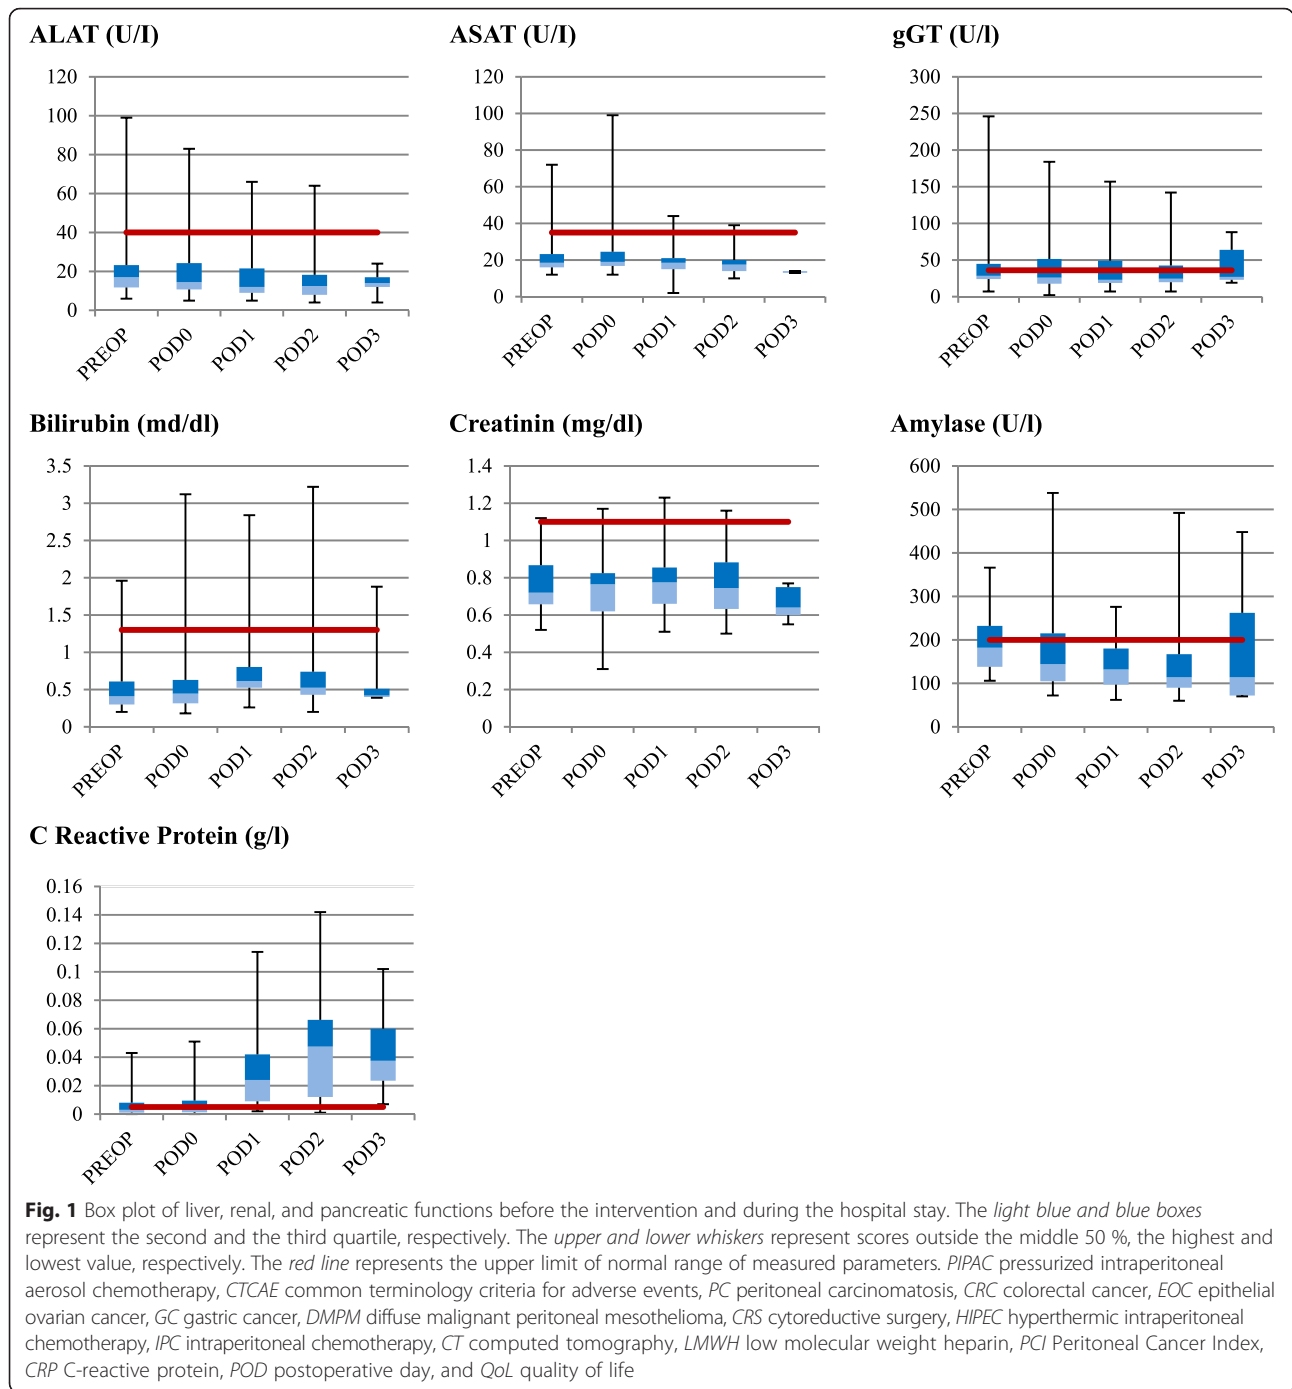 ALAT (U/I)
120
100
80
60
40
20
0
PREOP
POD0
POD1
POD2
POD3
ASAT (U/I)
120
100
80
60
40
20
0
PREOP
POD0
POD1
POD2
POD3
gGT (U/l)
300
250
200
150
100
50
0
PREOP
POD0
POD1
POD2
POD3
Bilirubin (md/dl)
3.5
3
2.5
2
1.5
1
0.5
0
PREOP
POD0
POD1
POD2
POD3
Creatinin (mg/dl)
1.4
1.2
1
0.8
0.6
0.4
0.2
0
PREOP
POD0
POD1
POD2
POD3
Amylase (U/l)
600
500
400
300
200
100
0
PREOP
POD0
POD1
POD2
POD3
C Reactive Protein (g/l)
0.16
0.14
0.12
0.1
0.08
0.06
0.04
0.02
0
PREOP
POD0
POD1
POD2
POD3
Fig. 1 Box plot of liver, renal, and pancreatic functions before the intervention and during the hospital stay. The light blue and blue boxes
represent the second and the third quartile, respectively. The upper and lower whiskers represent scores outside the middle 50 %, the highest and
lowest value, respectively. The red line represents the upper limit of normal range of measured parameters. PIPAC pressurized intraperitoneal
aerosol chemotherapy, CTCAE common terminology criteria for adverse events, PC peritoneal carcinomatosis, CRC colorectal cancer, EOC epithelial
ovarian cancer, GC gastric cancer, DMPM diffuse malignant peritoneal mesothelioma, CRS cytoreductive surgery, HIPEC hyperthermic intraperitoneal
chemotherapy, IPC intraperitoneal chemotherapy, CT computed tomography, LMWH low molecular weight heparin, PCI Peritoneal Cancer Index,
CRP C-reactive protein, POD postoperative day, and QoL quality of life